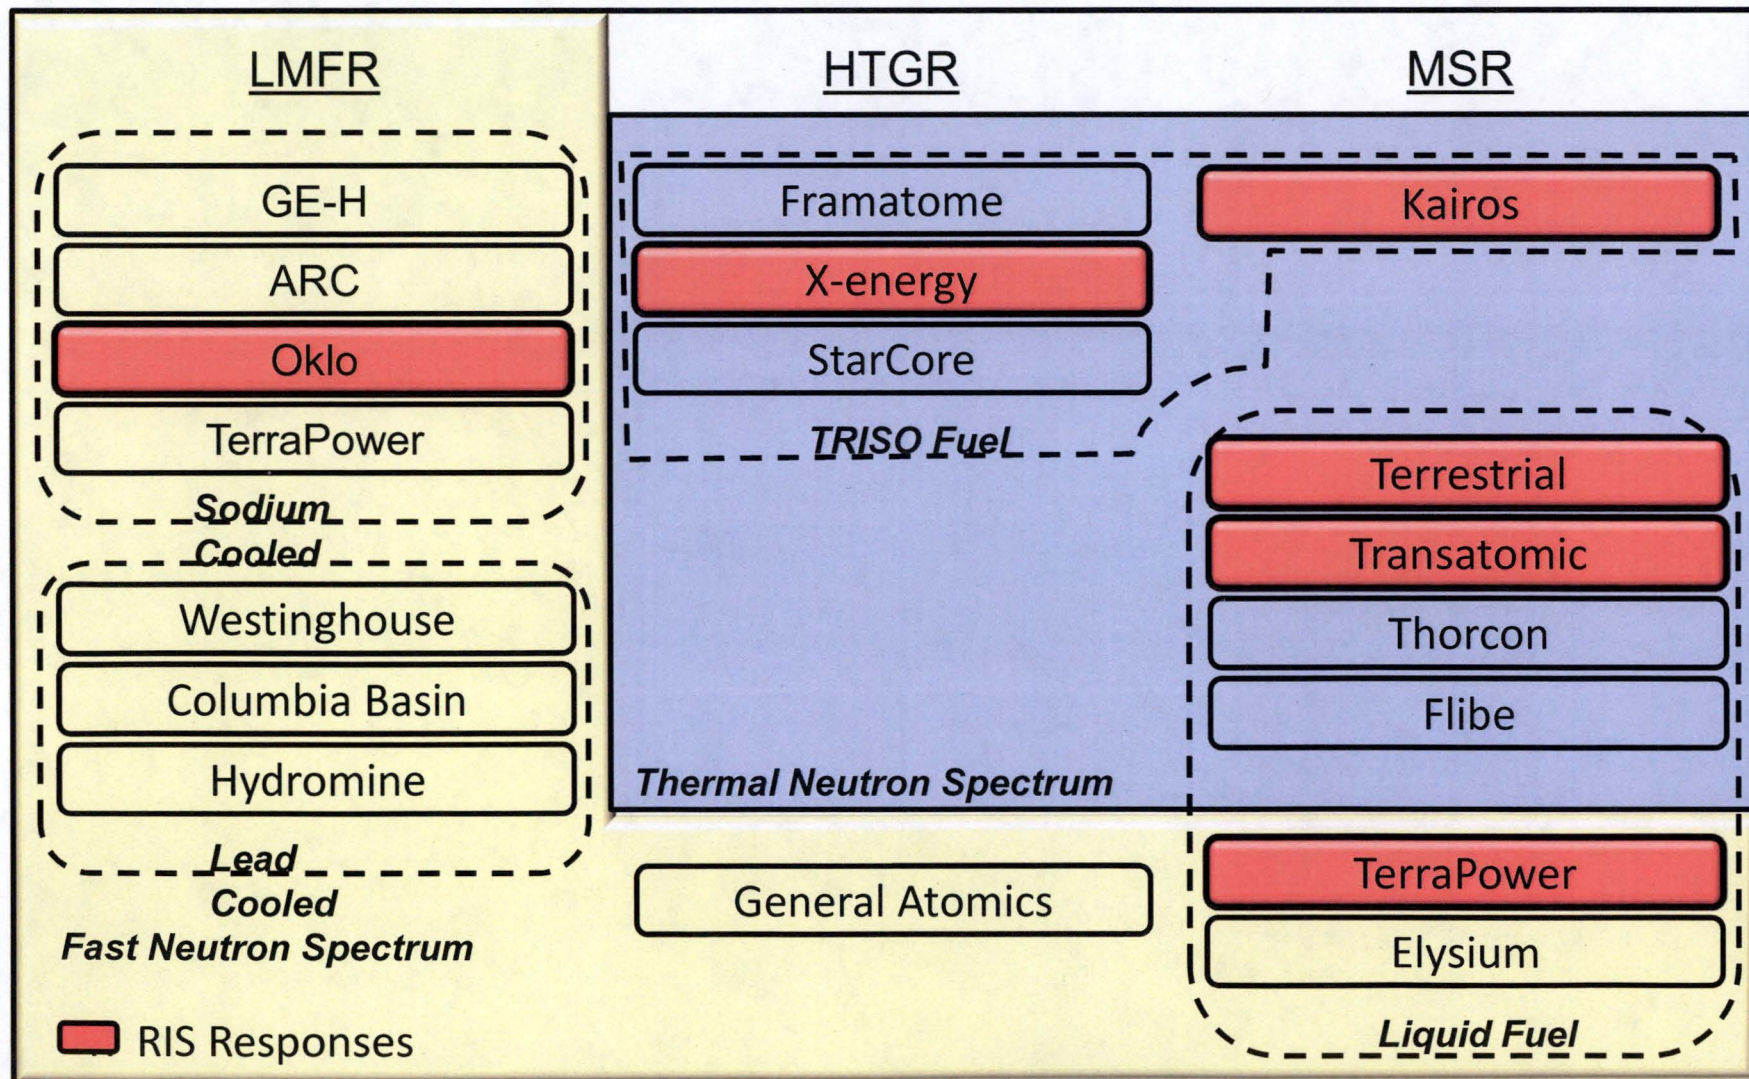 LMFR
HTGR
MSR
GE-H
ARC
Oklo
TerraPower
Sodium
Cooled
Westinghouse
Columbia Basin
Hydromine
Lead
Cooled
Fast Neutron Spectrum
RIS Responses
Framatome
X-energy
StarCore
TRISO Fuel
Thermal Neutron Spectrum
General Atomics
Kairos
Terrestrial
Transatomic
Thorcon
Flibe
TerraPower
Elysium
Liquid Fuel